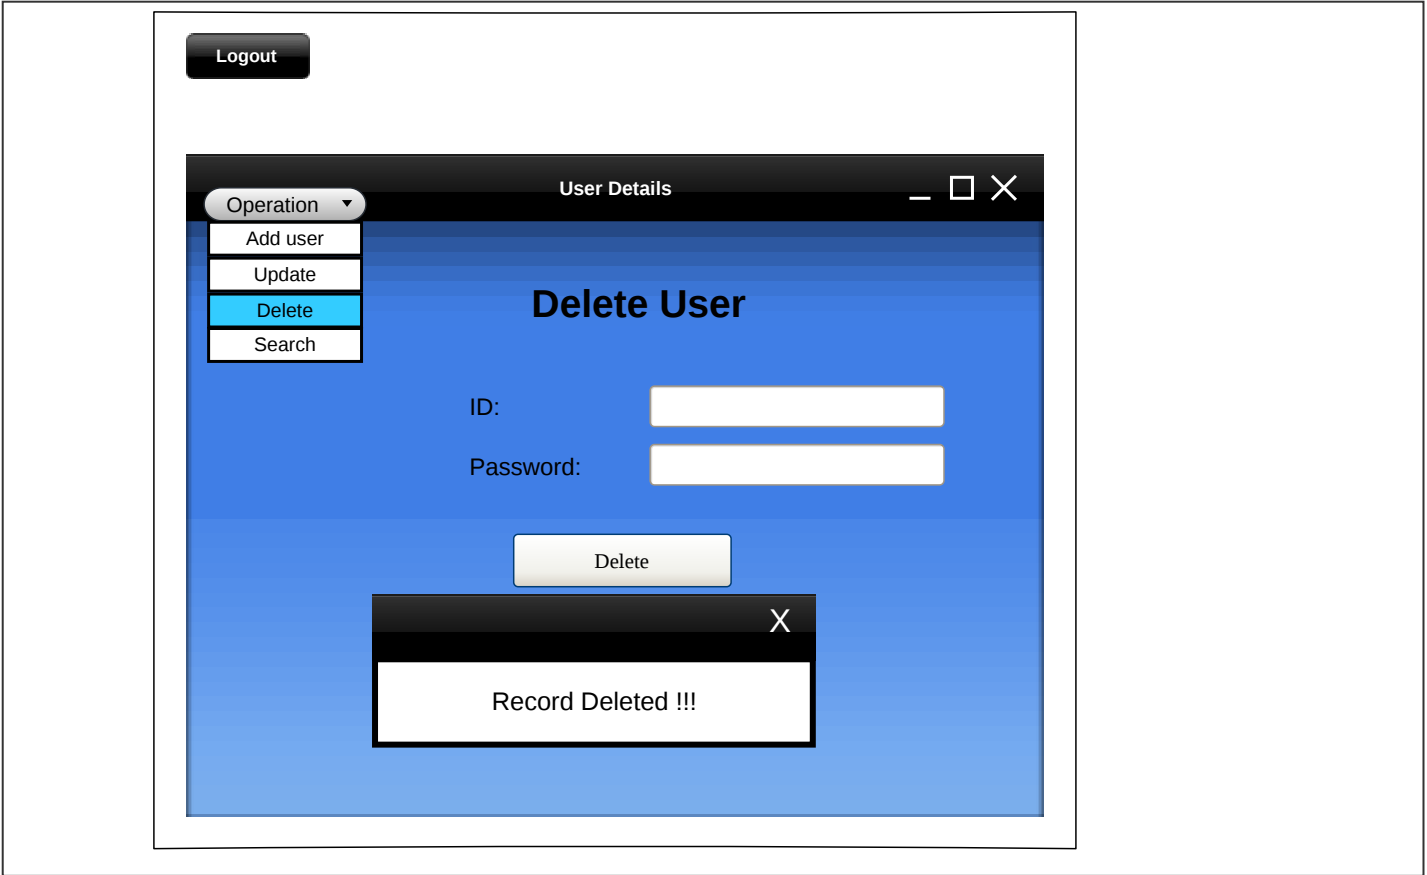 Logout
User Details
Operation
Add user
Update
Delete
Search
Delete User
ID:
Password:
Delete
X
Record Deleted !!!